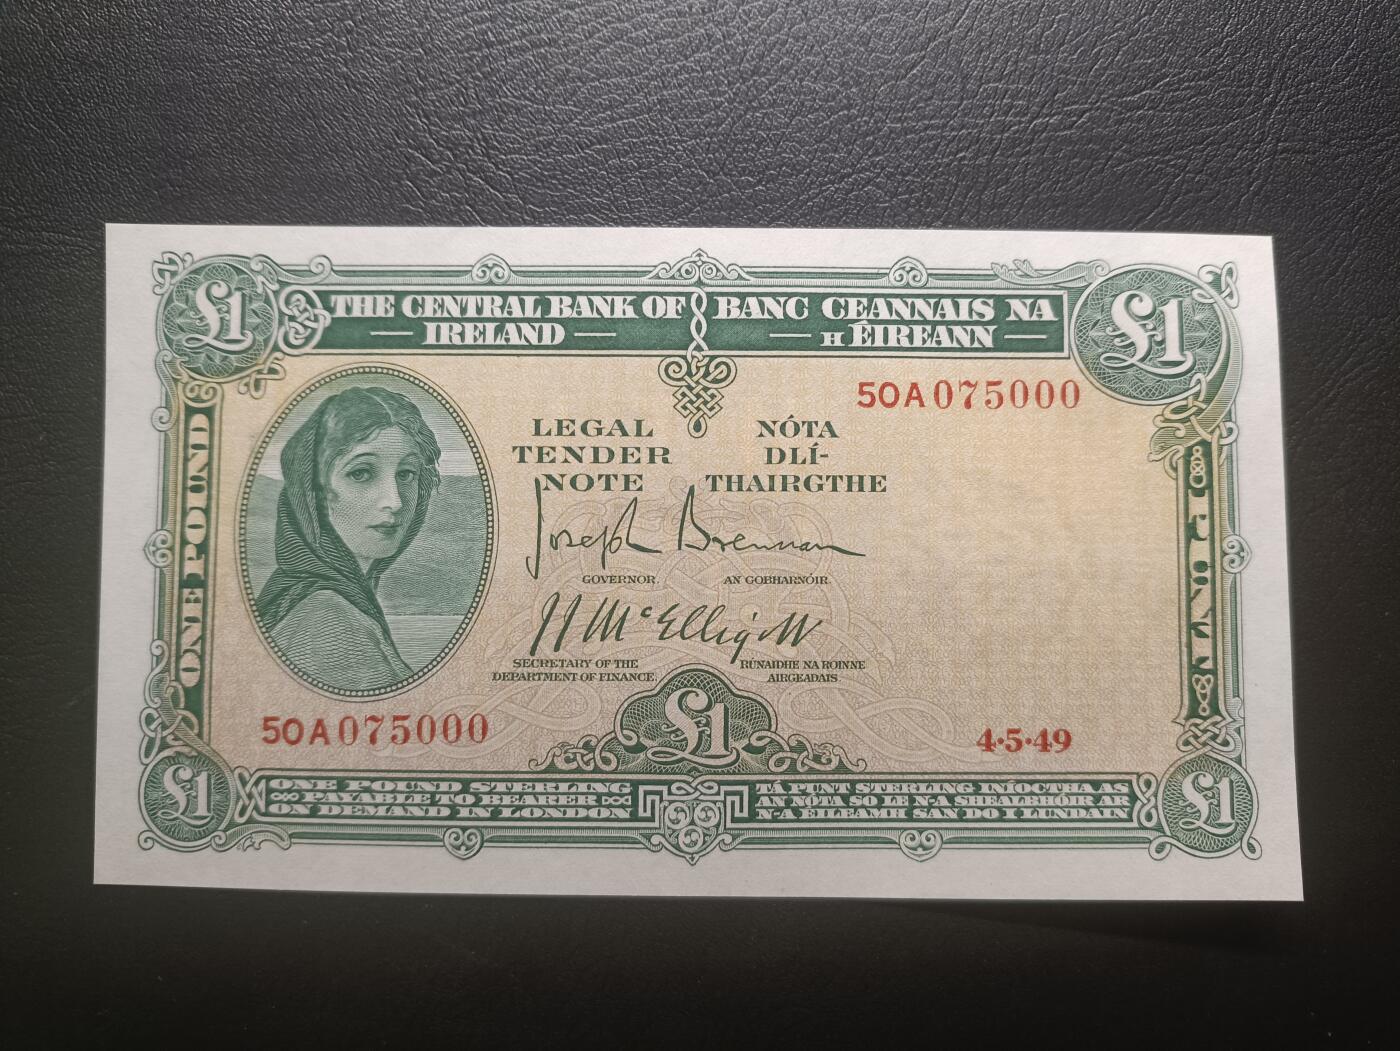 £1
THE CENTRAL BANK OF
— IRELAND —
BANC CEANNAIS NA
— H ÉIREANN —
£1
50A075000
LEGAL
TENDER
NOTE
NÓTA
DLÍ-
THAIRGTHE
Joseph Brennan
GOVERNOR.
AN GOBHARNÓIR.
J J McElligott
SECRETARY OF THE
DEPARTMENT OF FINANCE.
RÚNAIDHE NA ROINNE
AIRGEADAIS
ONE POUND
50A075000
£1
4·5·49
£1
ONE POUND STERLING
PAYABLE TO BEARER
ON DEMAND IN LONDON
TÁ PUNT STERLING INÍOCTHA AS
AN NÓTA SO LE N-A SHEALBHÓIR AR
N-A ÉILEAMH SAN DO I LUNDAIN
£1